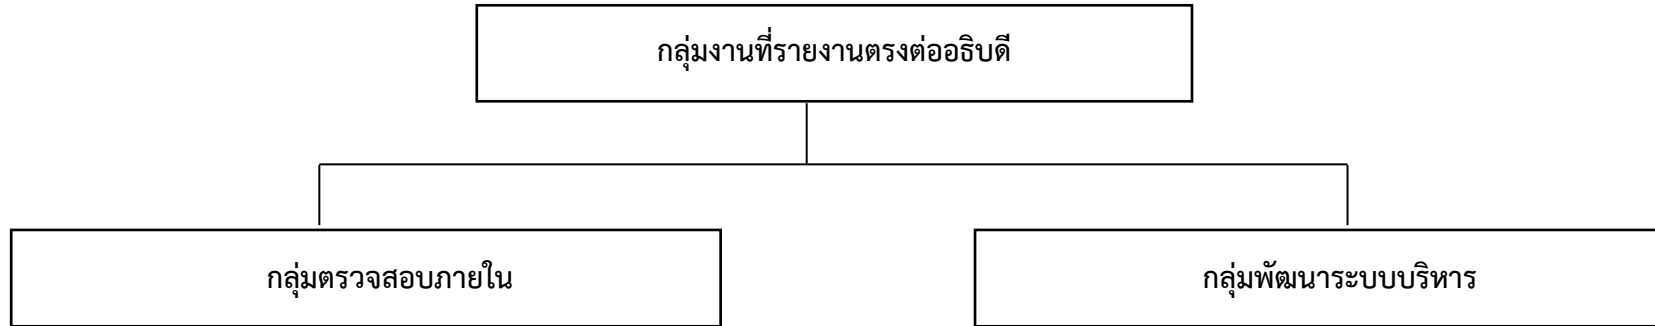 กลุ่มงานที่รายงานตรงต่ออธิบดี
กลุ่มตรวจสอบภายใน
กลุ่มพัฒนาระบบบริหาร